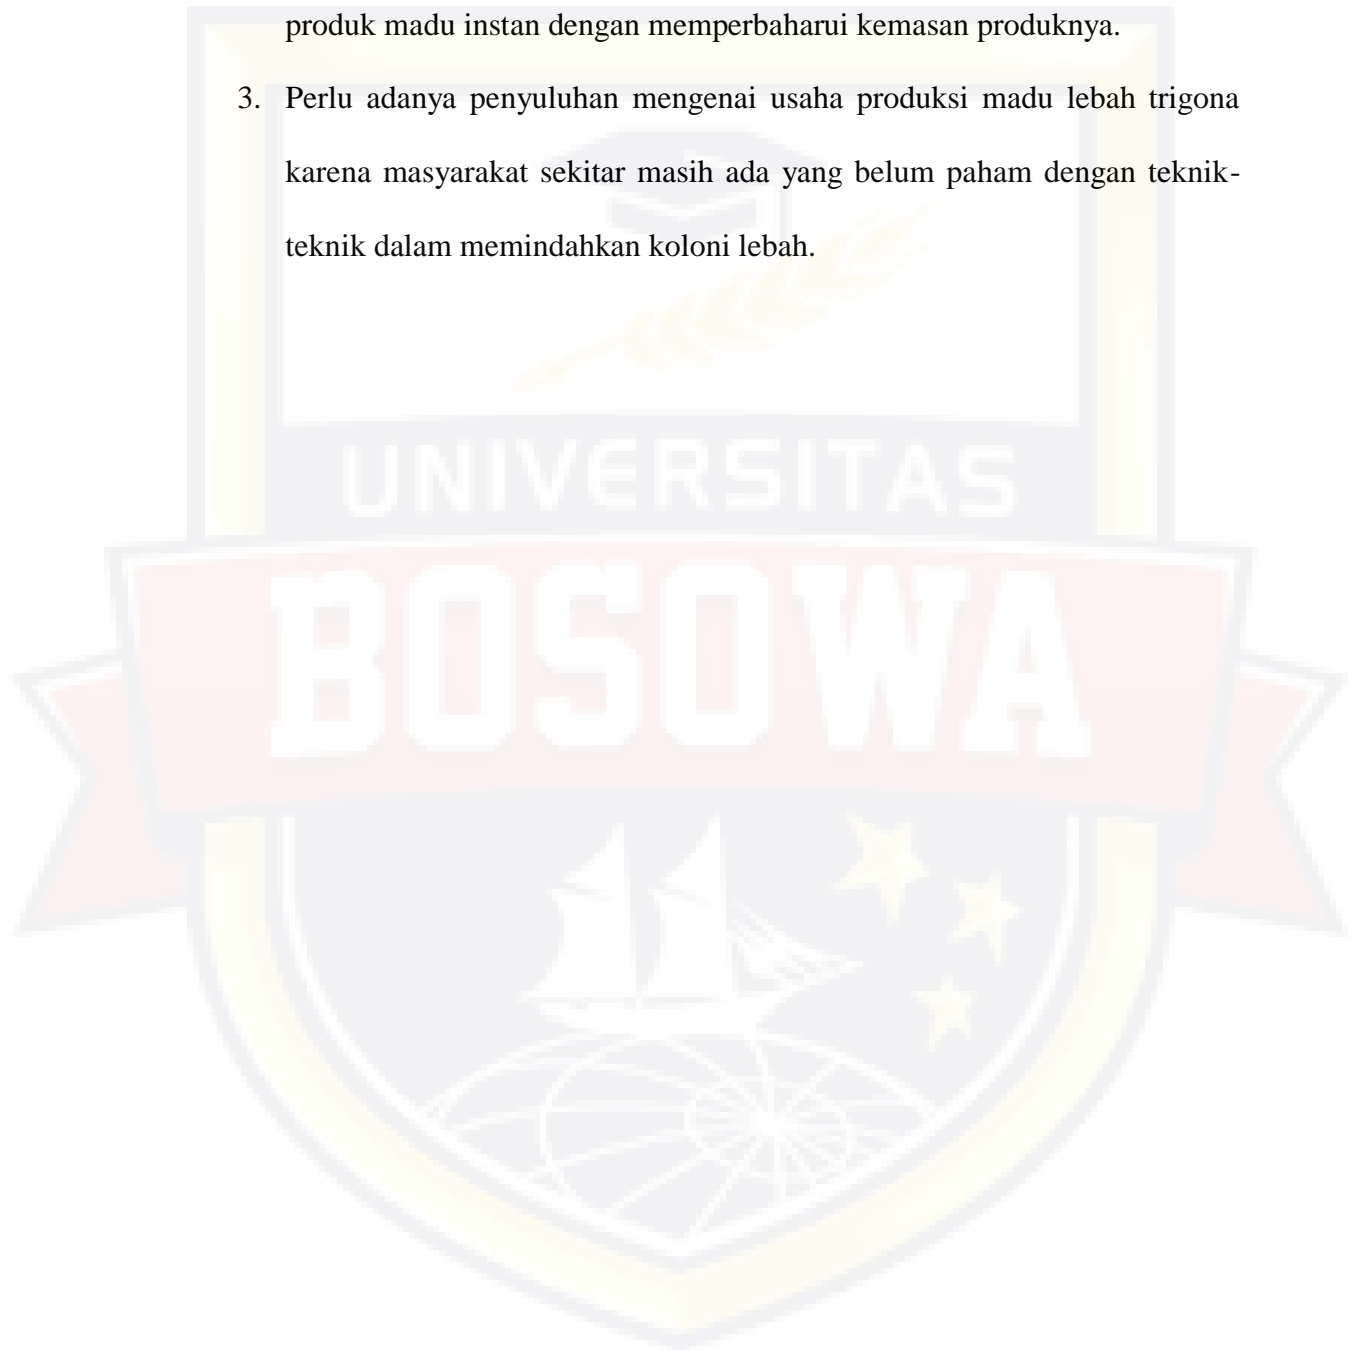 produk madu instan dengan memperbaharui kemasan produknya.
3. Perlu adanya penyuluhan mengenai usaha produksi madu lebah trigona
karena masyarakat sekitar masih ada yang belum paham dengan teknik-
teknik dalam memindahkan koloni lebah.
UNIVERSITAS
BOSOWA